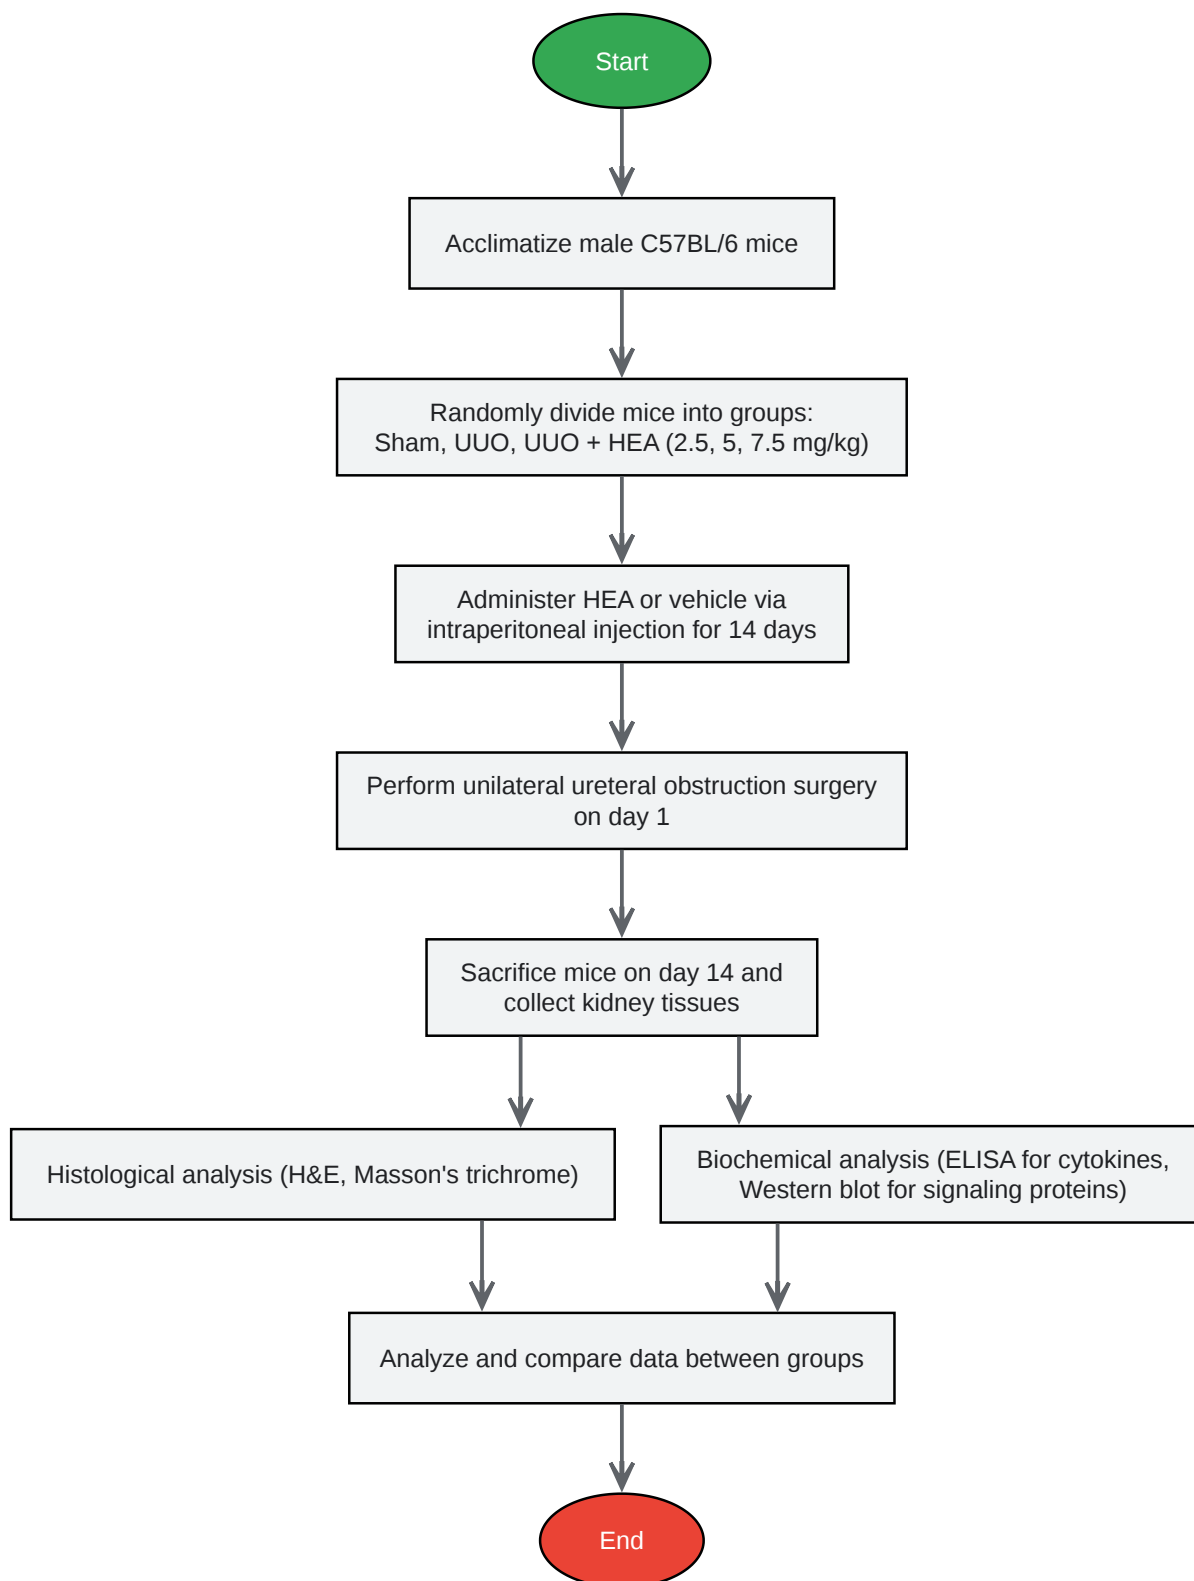 Start
Acclimatize male C57BL/6 mice
Randomly divide mice into groups:
Sham, UUO, UUO + HEA (2.5, 5, 7.5 mg/kg)
Administer HEA or vehicle via
intraperitoneal injection for 14 days
Perform unilateral ureteral obstruction surgery
on day 1
Sacrifice mice on day 14 and
collect kidney tissues
Histological analysis (H&E, Masson's trichrome)
Biochemical analysis (ELISA for cytokines,
Western blot for signaling proteins)
Analyze and compare data between groups
End